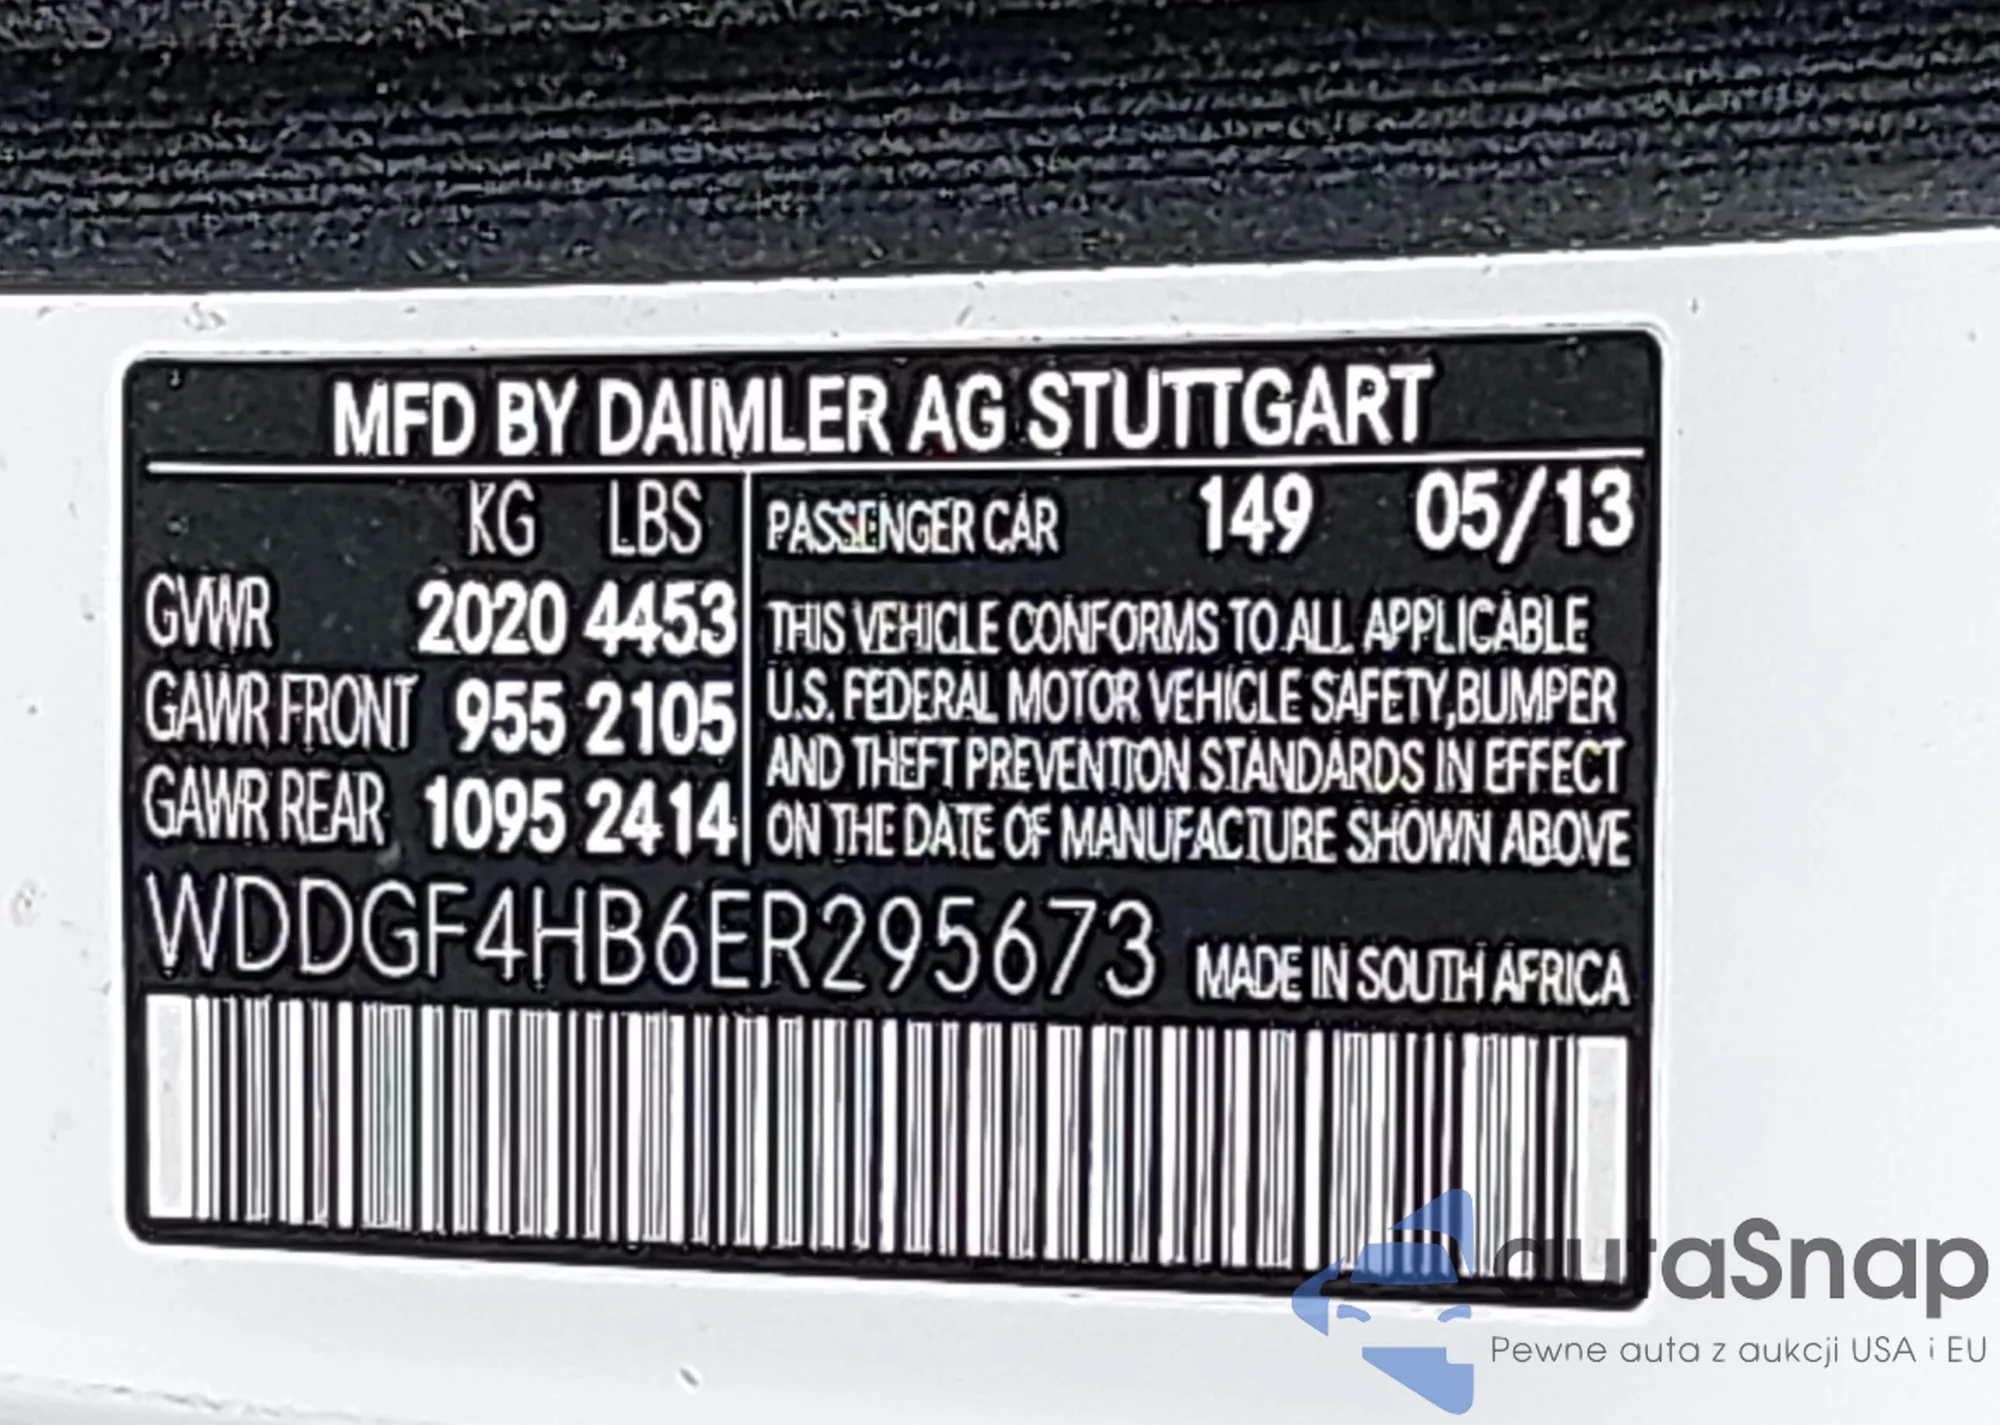 MFD BY DAIMLER AG STUTTGART
KG LBS
GVWR 2020 4453
GAWR FRONT 955 2105
GAWR REAR 1095 2414
PASSENGER CAR 149 05/13
THIS VEHICLE CONFORMS TO ALL APPLICABLE
U.S. FEDERAL MOTOR VEHICLE SAFETY,BUMPER
AND THEFT PREVENTION STANDARDS IN EFFECT
ON THE DATE OF MANUFACTURE SHOWN ABOVE
WDDGF4HB6ER295673 MADE IN SOUTH AFRICA
autaSnap
Pewne auta z aukcji USA i EU